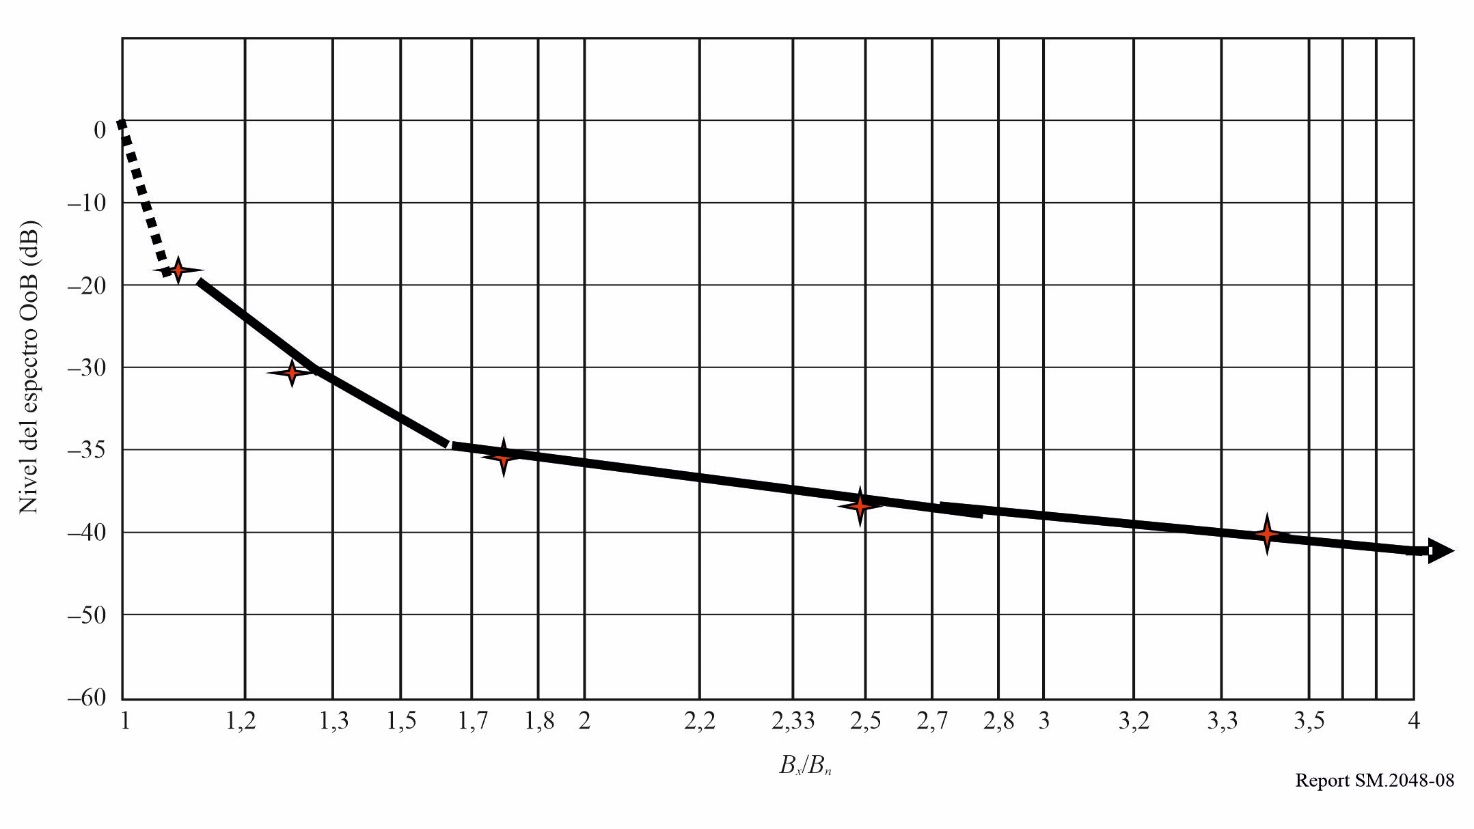 Nivel del espectro OoB (dB)
0
–10
–20
–30
–35
–40
–50
–60
1 1,2 1,3 1,5 1,7 1,8 2 2,2 2,33 2,5 2,7 2,8 3 3,2 3,3 3,5 4
Bx/Bn
Report SM.2048-08